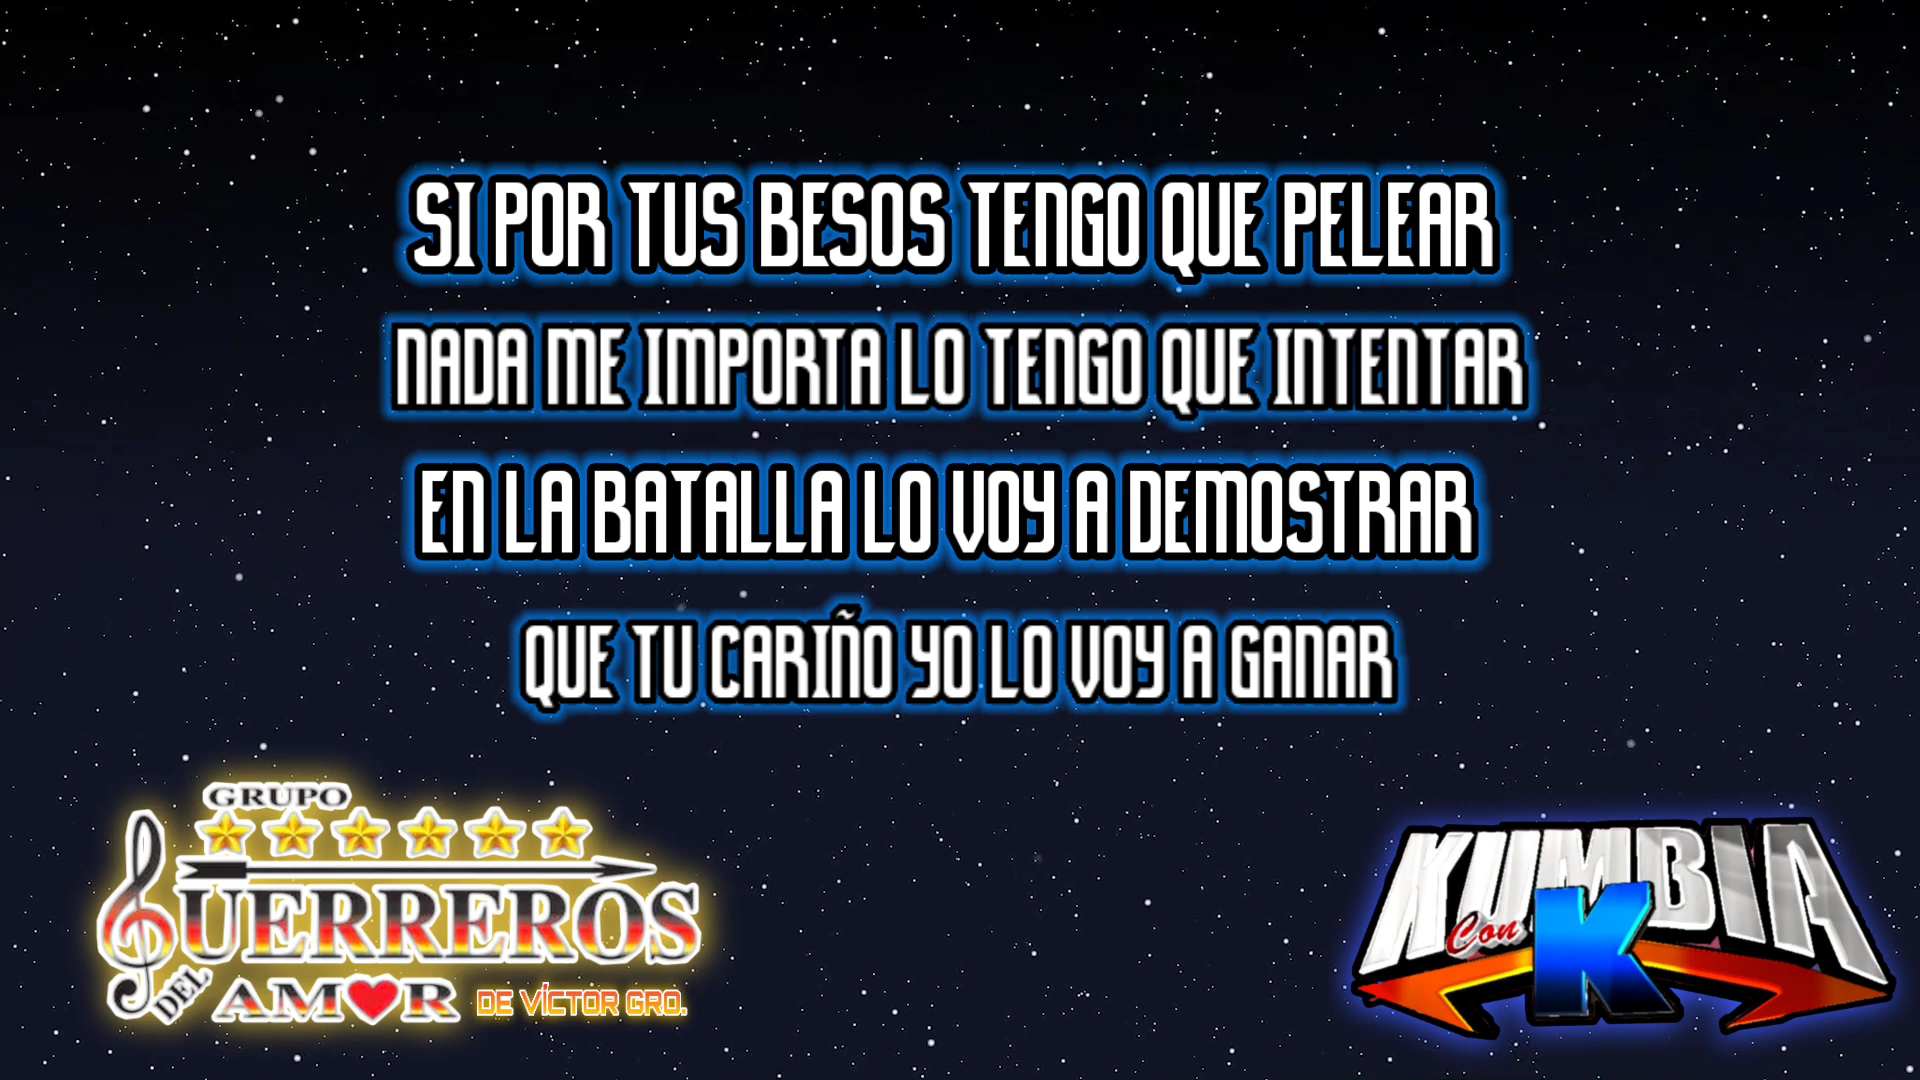 SI POR TUS BESOS TENGO QUE PELEAR
NADA ME IMPORTA LO TENGO QUE INTENTAR
EN LA BATALLA LO VOY A DEMOSTRAR
QUE TU CARIÑO YO LO VOY A GANAR
GRUPO
GUERREROS
DEL AMOR DE VÍCTOR GRO.
KUMBIA
Con K